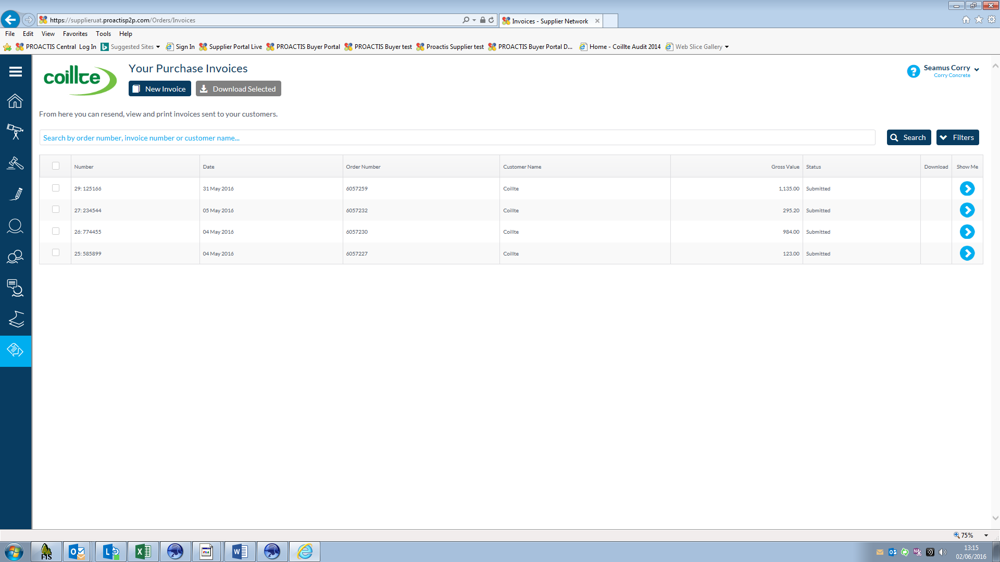 https://supplieruat.proactisp2p.com/Orders/Invoices
Invoices - Supplier Network
File Edit View Favorites Tools Help
PROACTIS Central Log In Suggested Sites Sign In Supplier Portal Live PROACTIS Buyer Portal PROACTIS Buyer test Proactis Supplier test PROACTIS Buyer Portal D... Home - Coillte Audit 2014 Web Slice Gallery
coillte
Your Purchase Invoices
New Invoice Download Selected
Seamus Corry
Corry Concrete
From here you can resend, view and print invoices sent to your customers.
Search by order number, invoice number or customer name...
Search Filters
Number Date Order Number Customer Name Gross Value Status Download Show Me
29: 125166 31 May 2016 6057259 Coillte 1,135.00 Submitted
27: 234544 05 May 2016 6057232 Coillte 295.20 Submitted
26: 774455 04 May 2016 6057230 Coillte 984.00 Submitted
25: 585899 04 May 2016 6057227 Coillte 123.00 Submitted
75%
FIS
13:15
02/06/2016